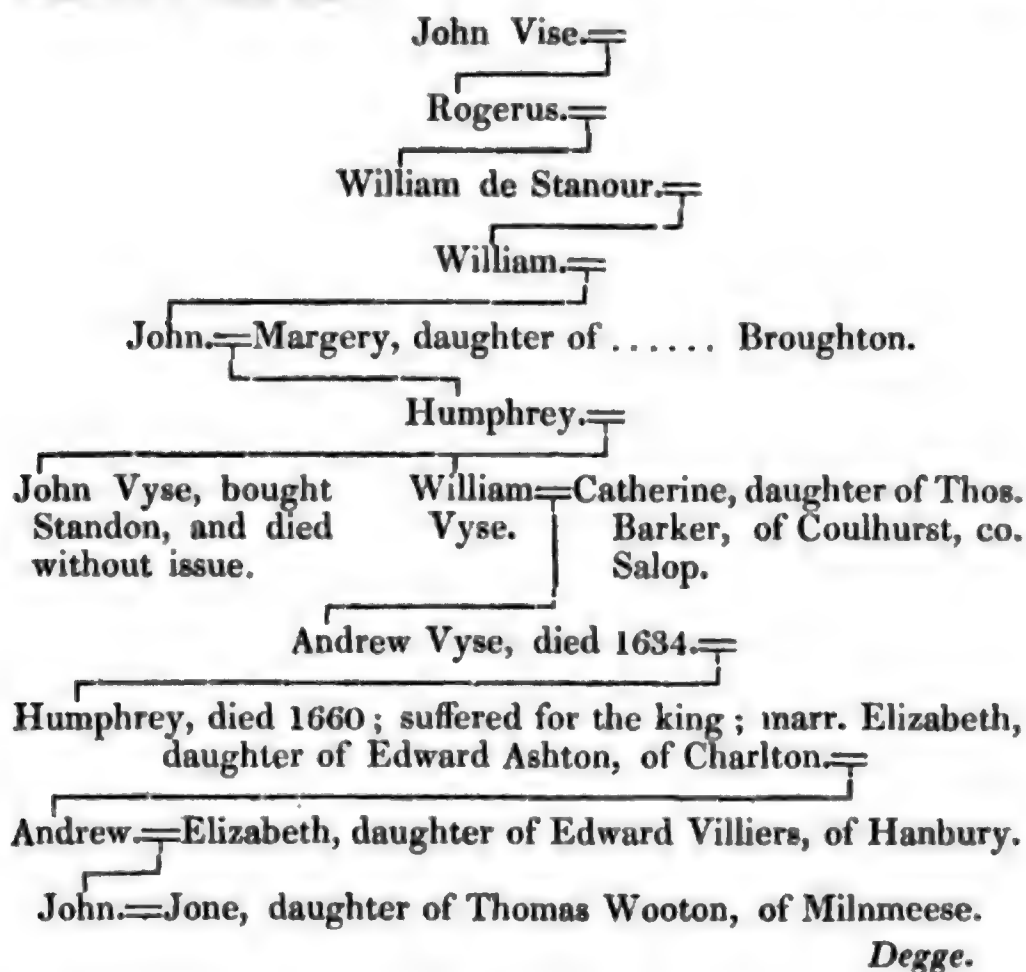 John Vise.
Rogerus.
William de Stanour.
William.
John.=Margery, daughter of ...... Broughton.
Humphrey.
John Vyse, bought
Standon, and died
without issue.
William=Catherine, daughter of Thos.
Vyse. Barker, of Coulhurst, co.
Salop.
Andrew Vyse, died 1634.
Humphrey, died 1660; suffered for the king; marr. Elizabeth,
daughter of Edward Ashton, of Charlton.
Andrew.=Elizabeth, daughter of Edward Villiers, of Hanbury.
John.=Jone, daughter of Thomas Wooton, of Milnmeese.
Degge.